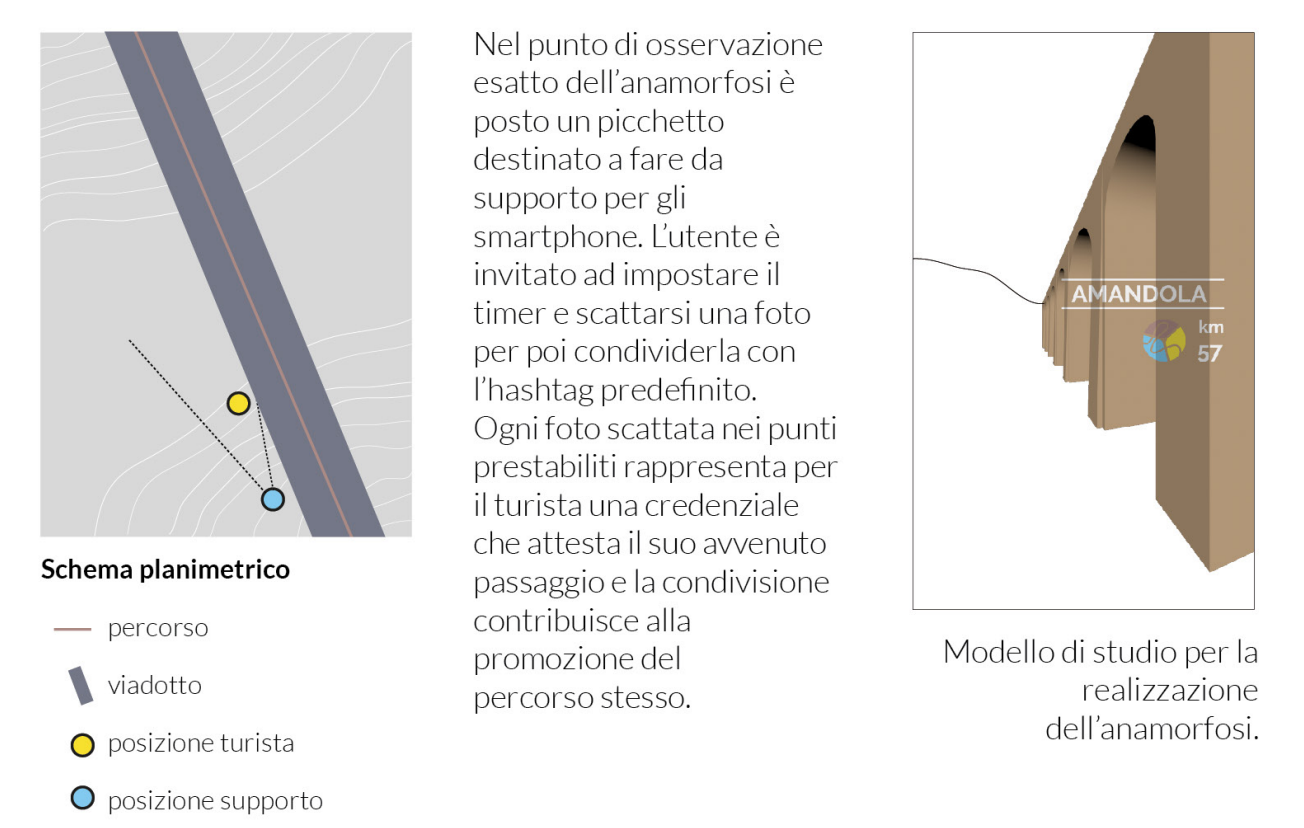 Schema planimetrico
percorso
viadotto
posizione turista
posizione supporto
Nel punto di osservazione
esatto dell'anamorfosi è
posto un picchetto
destinato a fare da
supporto per gli
smartphone. L'utente è
invitato ad impostare il
timer e scattarsi una foto
per poi condividerla con
l'hashtag predefinito.
Ogni foto scattata nei punti
prestabiliti rappresenta per
il turista una credenziale
che attesta il suo avvenuto
passaggio e la condivisione
contribuisce alla
promozione del
percorso stesso.
AMANDOLA
km
57
Modello di studio per la
realizzazione
dell'anamorfosi.